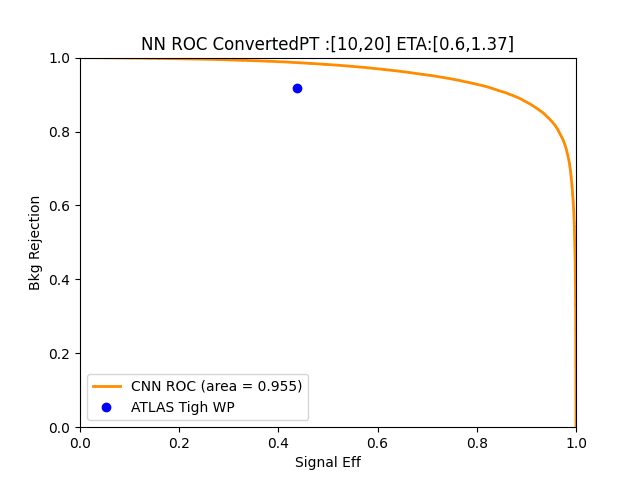 NN ROC ConvertedPT :[10,20] ETA:[0.6,1.37]
1.0
0.8
0.6
0.4
0.2
0.0
Bkg Rejection
CNN ROC (area = 0.955)
ATLAS Tigh WP
0.0 0.2 0.4 0.6 0.8 1.0
Signal Eff